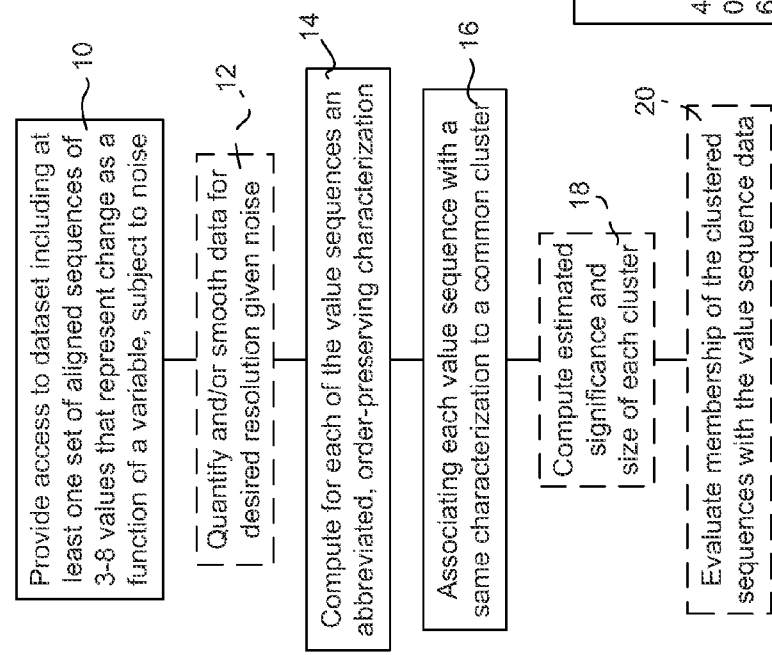 Provide access to dataset including at
least one set of aligned sequences of
3-8 values that represent change as a
function of a variable, subject to noise
10
Quantify and/or smooth data for
desired resolution given noise
12
Compute for each of the value sequences an
abbreviated, order-preserving characterization
14
Associating each value sequence with a
same characterization to a common cluster
16
Compute estimated
significance and
size of each cluster
18
Evaluate membership of the clustered
sequences with the value sequence data
20
4
0
6